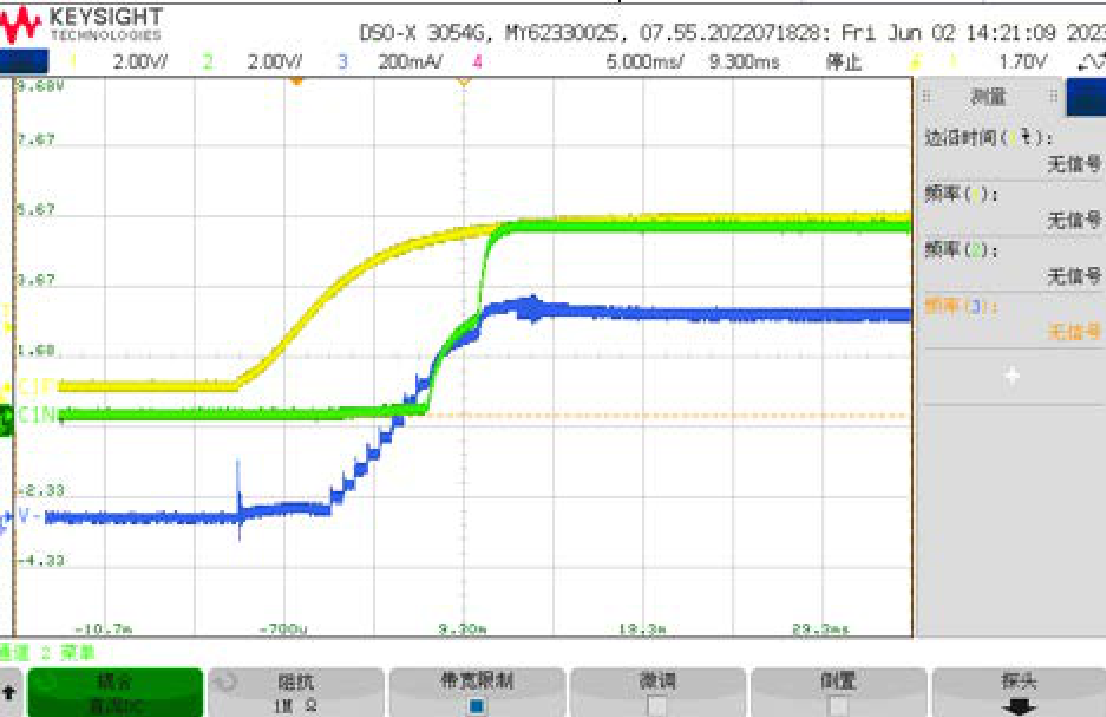 KEYSIGHT
TECHNOLOGIES
DSO-X 3054G, MY62330025, 07.55.2022071828: Fri Jun 02 14:21:09 2023
1 2.00V/ 2 2.00V/ 3 200mA/ 4 5.000ms/ 9.300ms 停止 1 1.70V
9.68V
7.67
5.67
3.67
1.68
C1P
C1N
-2.33
V-
-4.33
-10.7m -700u 9.30m 19.3m 29.3ms
测量
边沿时间( ):
无信号
频率( ):
无信号
频率(2):
无信号
频率(3):
无信号
通道 2 菜单
耦合 阻抗 带宽限制 微调 倒置 探头
直流DC 1M Ω